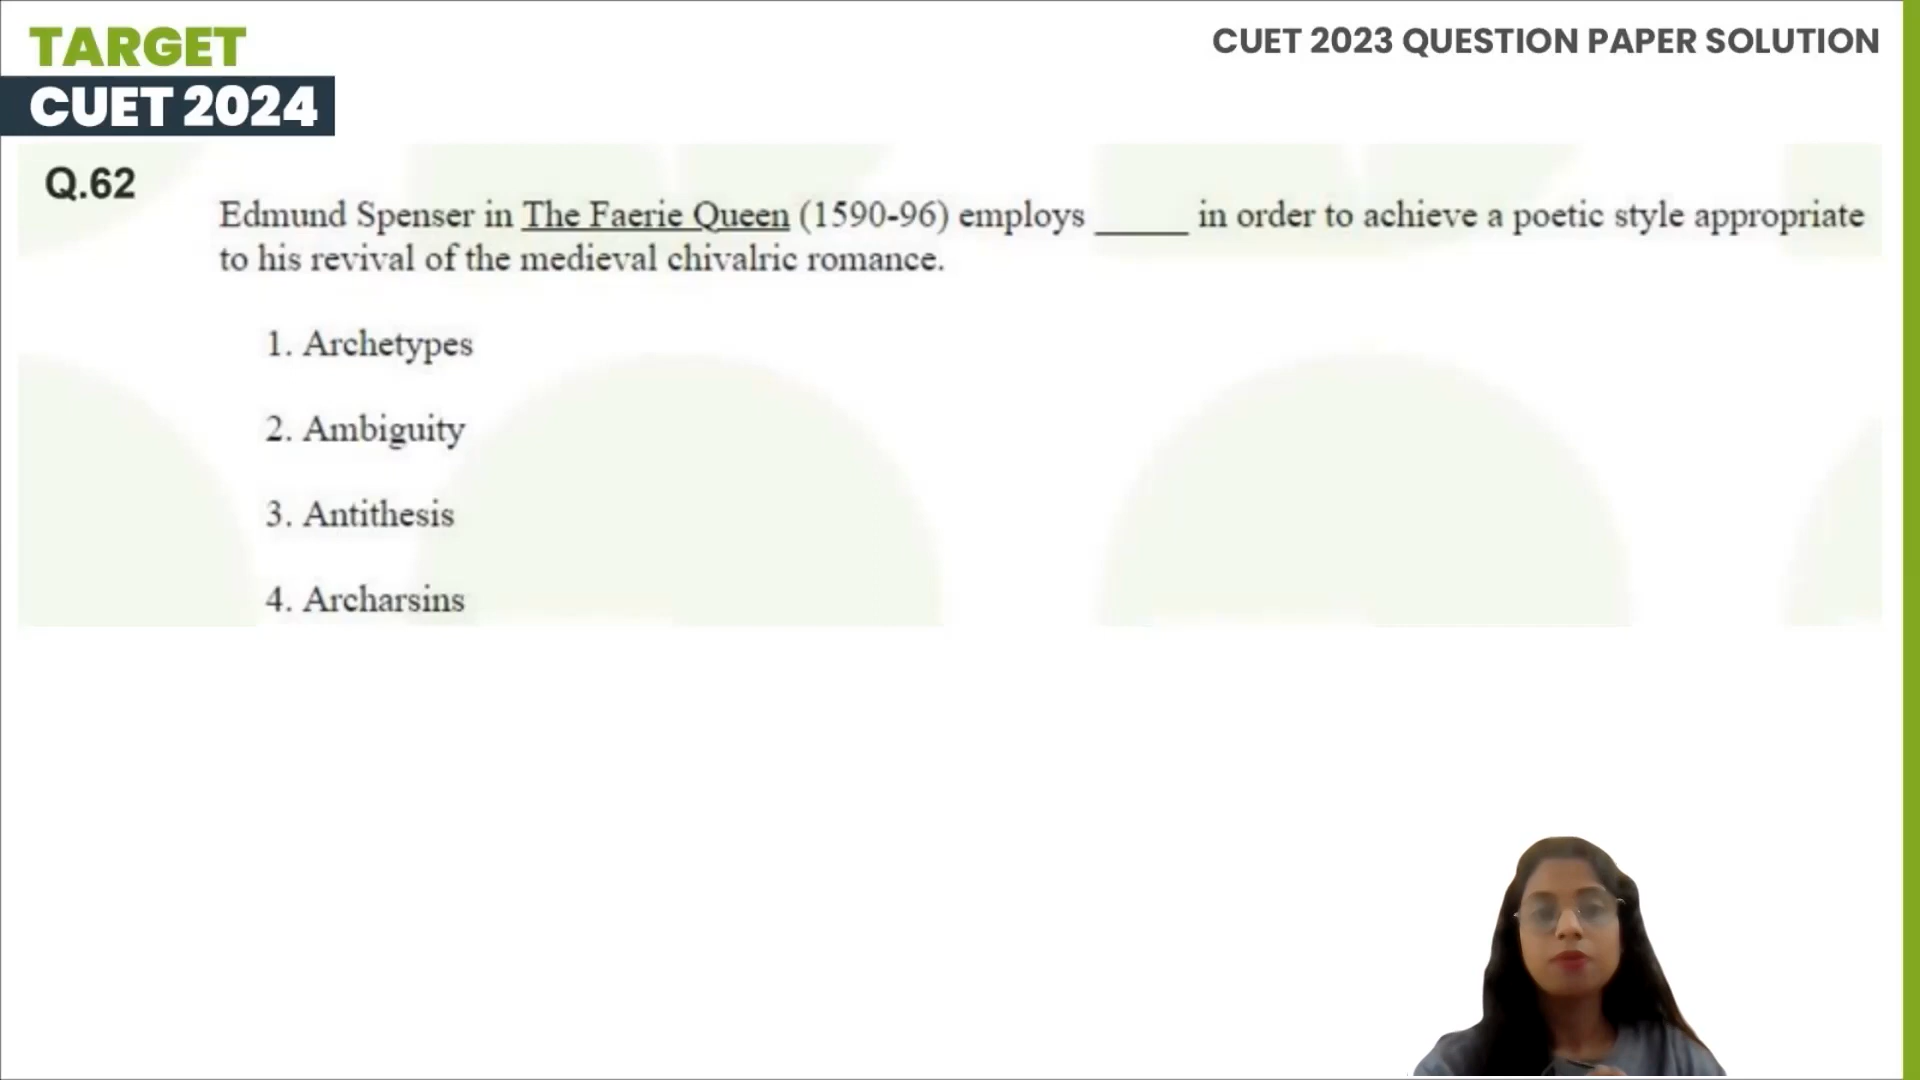 TARGET
CUET 2024
CUET 2023 QUESTION PAPER SOLUTION
Q.62
Edmund Spenser in The Faerie Queen (1590-96) employs _____ in order to achieve a poetic style appropriate
to his revival of the medieval chivalric romance.
1. Archetypes
2. Ambiguity
3. Antithesis
4. Archarsins